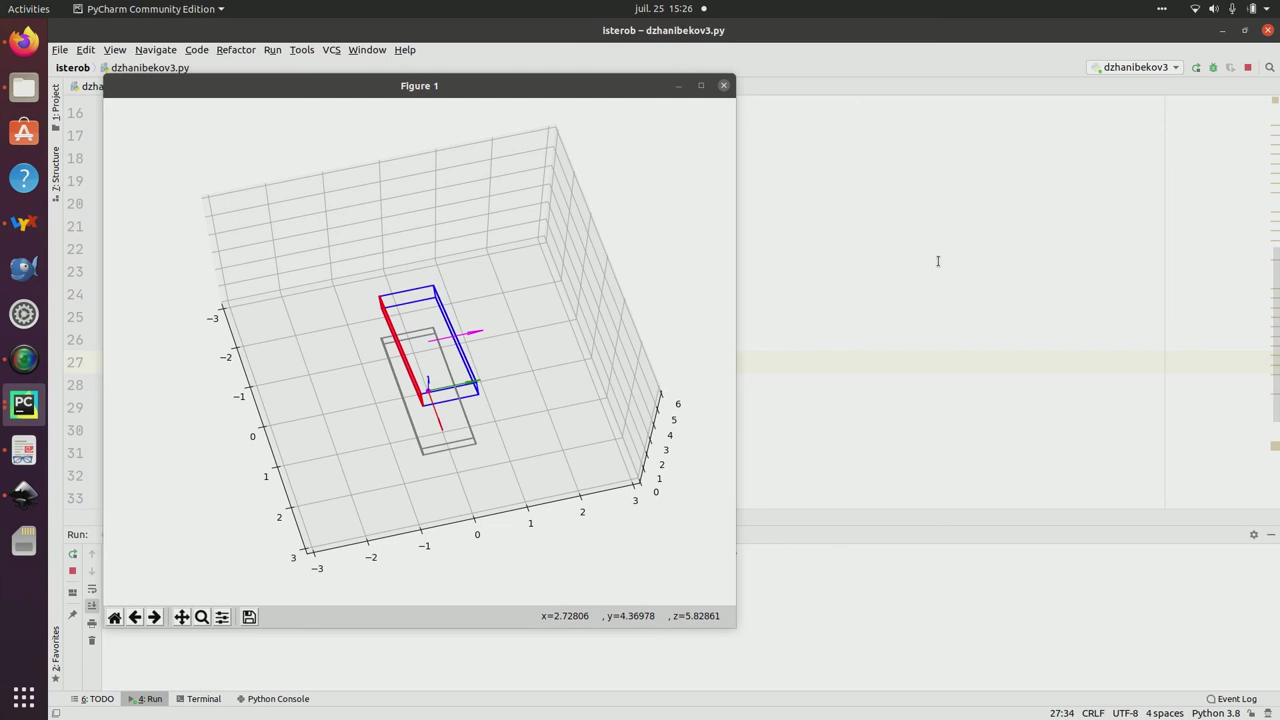 Activities PyCharm Community Edition juil. 25 15:26
isterob – dzhanibekov3.py
File Edit View Navigate Code Refactor Run Tools VCS Window Help
isterob dzhanibekov3.py dzhanibekov3
dzha
Figure 1
1: Project
7: Structure
2: Favorites
16
17
18
19
20
21
22
23
24
25
26
27
28
29
30
31
32
33
−3
−2
−1
0
1
2
3
−3
−2
−1
0
1
2
3
0
1
2
3
4
5
6
x=2.72806 , y=4.36978 , z=5.82861
Run:
6: TODO 4: Run Terminal Python Console Event Log
27:34 CRLF UTF-8 4 spaces Python 3.8
PC
LYX